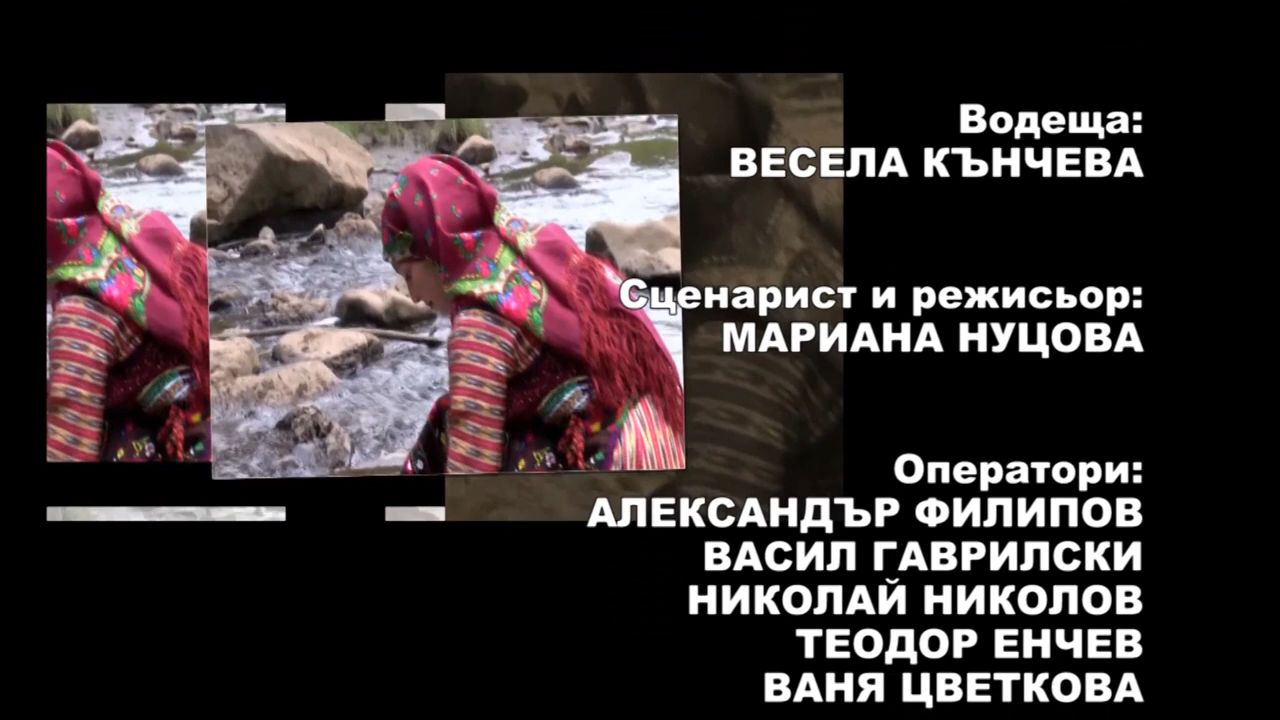 Водеща:
ВЕСЕЛА КЪНЧЕВА
Сценарист и режисьор:
МАРИАНА НУЦОВА
Оператори:
АЛЕКСАНДЪР ФИЛИПОВ
ВАСИЛ ГАВРИЛСКИ
НИКОЛАЙ НИКОЛОВ
ТЕОДОР ЕНЧЕВ
ВАНЯ ЦВЕТКОВА